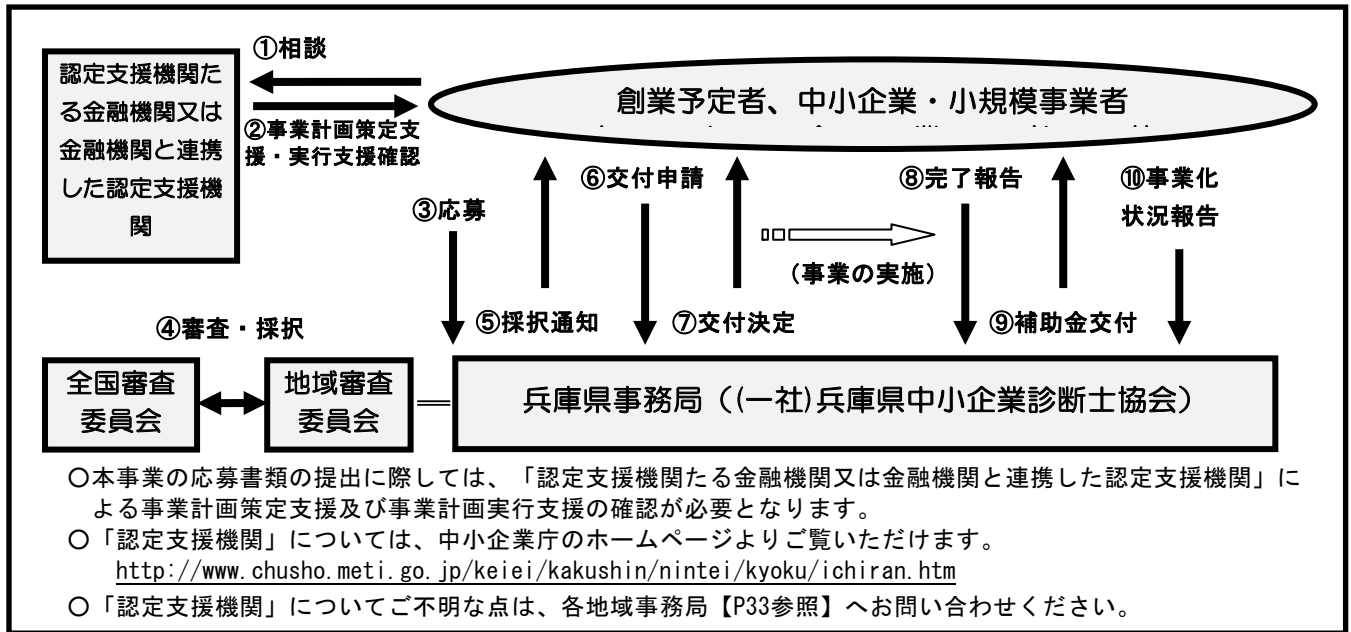 ①相談
認定支援機関た
る金融機関又は
金融機関と連携
した認定支援機
関
②事業計画策定支
援・実行支援確認
創業予定者、中小企業・小規模事業者
③応募
⑥交付申請
⑧完了報告
⑩事業化
状況報告
(事業の実施)
④審査・採択
⑤採択通知
⑦交付決定
⑨補助金交付
全国審査
委員会
地域審査
委員会
兵庫県事務局((一社)兵庫県中小企業診断士協会)
○本事業の応募書類の提出に際しては、「認定支援機関たる金融機関又は金融機関と連携した認定支援機関」に
よる事業計画策定支援及び事業計画実行支援の確認が必要となります。
○「認定支援機関」については、中小企業庁のホームページよりご覧いただけます。
http://www.chusho.meti.go.jp/keiei/kakushin/nintei/kyoku/ichiran.htm
○「認定支援機関」についてご不明な点は、各地域事務局【P33参照】へお問い合わせください。